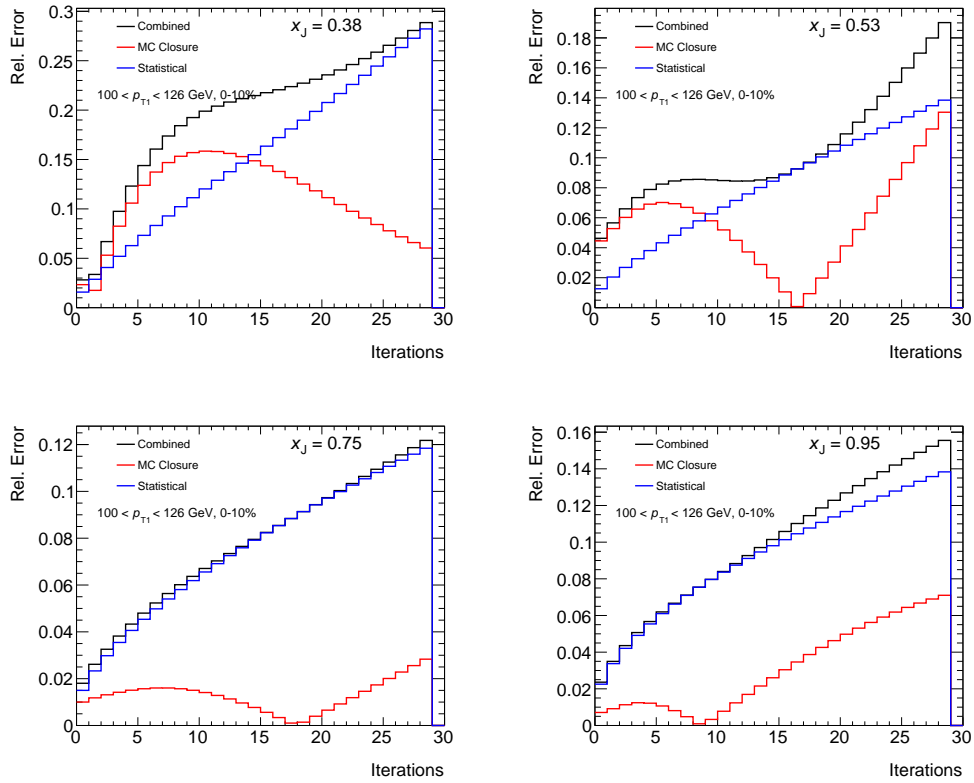 x_J = 0.38
Combined
MC Closure
Statistical
100 < p_T1 < 126 GeV, 0-10%
Rel. Error
0.3
0.25
0.2
0.15
0.1
0.05
0
0 5 10 15 20 25 30
Iterations
x_J = 0.53
Combined
MC Closure
Statistical
100 < p_T1 < 126 GeV, 0-10%
Rel. Error
0.18
0.16
0.14
0.12
0.1
0.08
0.06
0.04
0.02
0
0 5 10 15 20 25 30
Iterations
x_J = 0.75
Combined
MC Closure
Statistical
100 < p_T1 < 126 GeV, 0-10%
Rel. Error
0.12
0.1
0.08
0.06
0.04
0.02
0
0 5 10 15 20 25 30
Iterations
x_J = 0.95
Combined
MC Closure
Statistical
100 < p_T1 < 126 GeV, 0-10%
Rel. Error
0.16
0.14
0.12
0.1
0.08
0.06
0.04
0.02
0
0 5 10 15 20 25 30
Iterations